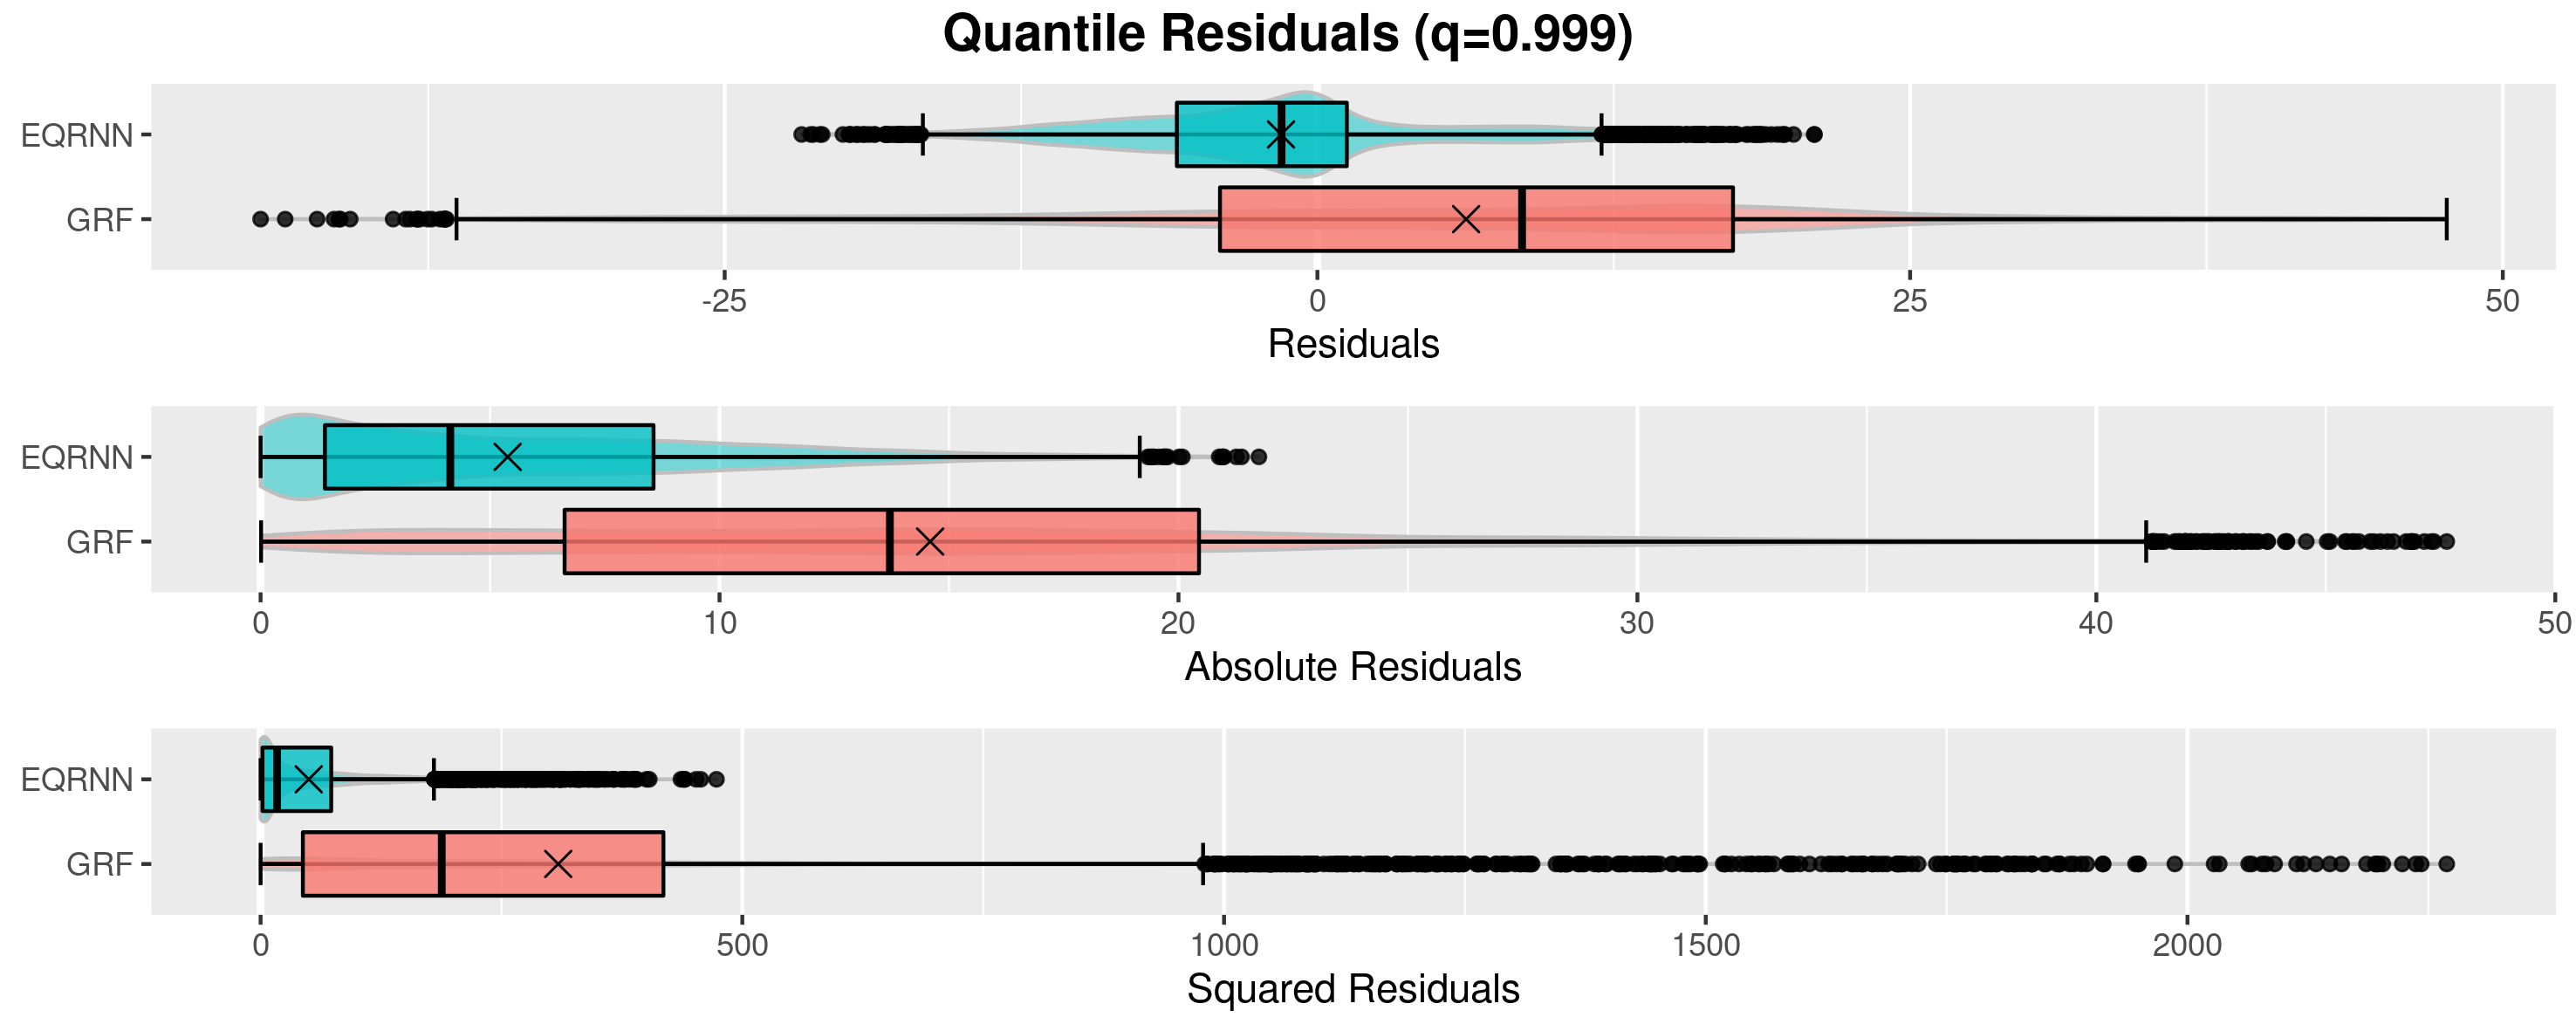 Quantile Residuals (q=0.999)
EQRNN
GRF
-25 0 25 50
Residuals
EQRNN
GRF
0 10 20 30 40 50
Absolute Residuals
EQRNN
GRF
0 500 1000 1500 2000
Squared Residuals